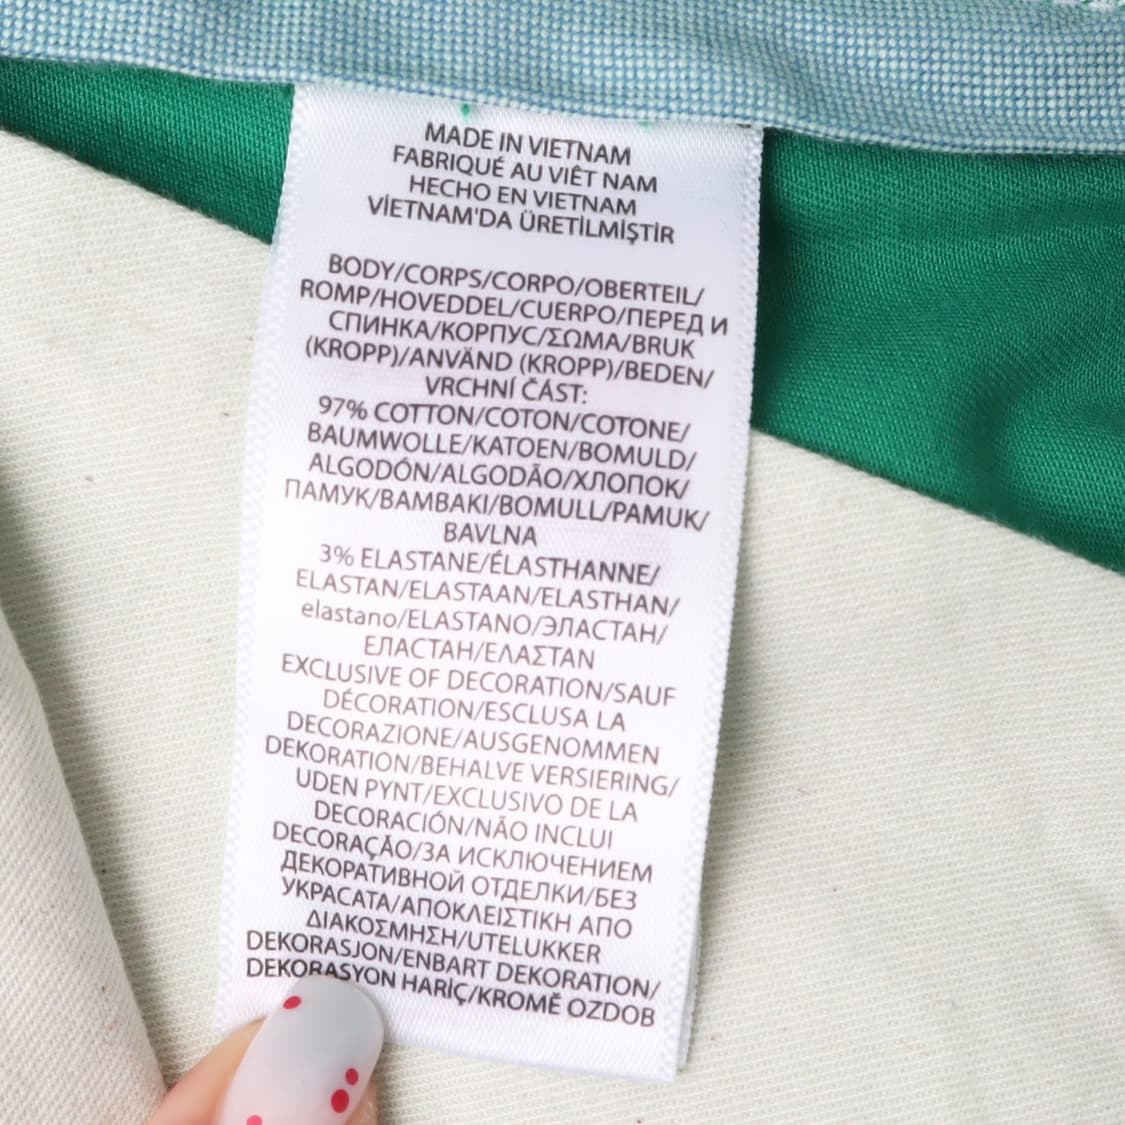 MADE IN VIETNAM
FABRIQUÉ AU VIÊT NAM
HECHO EN VIETNAM
VİETNAM'DA ÜRETİLMİŞTİR
BODY/CORPS/CORPO/OBERTEIL/
ROMP/HOVEDDEL/CUERPO/ПЕРЕД И
СПИНКА/КОРПУС/ΣΩΜΑ/BRUK
(KROPP)/ANVÄND (KROPP)/BEDEN/
VRCHNÍ ČÁST:
97% COTTON/COTON/COTONE/
BAUMWOLLE/KATOEN/BOMULD/
ALGODÓN/ALGODÃO/ХЛОПОК/
ПАМУК/BAMBAKI/BOMULL/PAMUK/
BAVLNA
3% ELASTANE/ÉLASTHANNE/
ELASTAN/ELASTAAN/ELASTHAN/
elastano/ELASTANO/ЭЛАСТАН/
ЕЛАСТАН/ΕΛΑΣΤΑΝ
EXCLUSIVE OF DECORATION/SAUF
DÉCORATION/ESCLUSA LA
DECORAZIONE/AUSGENOMMEN
DEKORATION/BEHALVE VERSIERING/
UDEN PYNT/EXCLUSIVO DE LA
DECORACIÓN/NÃO INCLUI
DECORAÇÃO/ЗА ИСКЛЮЧЕНИЕМ
ДЕКОРАТИВНОЙ ОТДЕЛКИ/БЕЗ
УКРАСАТА/ΑΠΟΚΛΕΙΣΤΙΚΗ ΑΠΟ
ΔΙΑΚΟΣΜΗΣΗ/UTELUKKER
DEKORASJON/ENBART DEKORATION/
DEKORASYON HARİÇ/KROMĚ OZDOB